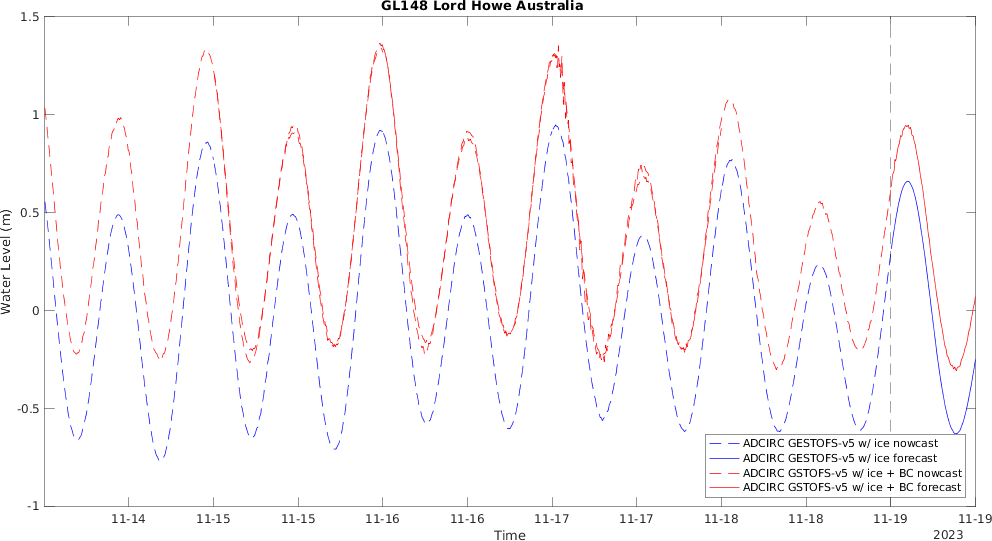 GL148 Lord Howe Australia
1.5
1
0.5
0
-0.5
-1
Water Level (m)
ADCIRC GESTOFS-v5 w/ ice nowcast
ADCIRC GESTOFS-v5 w/ ice forecast
ADCIRC GSTOFS-v5 w/ ice + BC nowcast
ADCIRC GSTOFS-v5 w/ ice + BC forecast
11-14 11-15 11-15 11-16 11-16 11-17 11-17 11-18 11-18 11-19 11-19
Time
2023